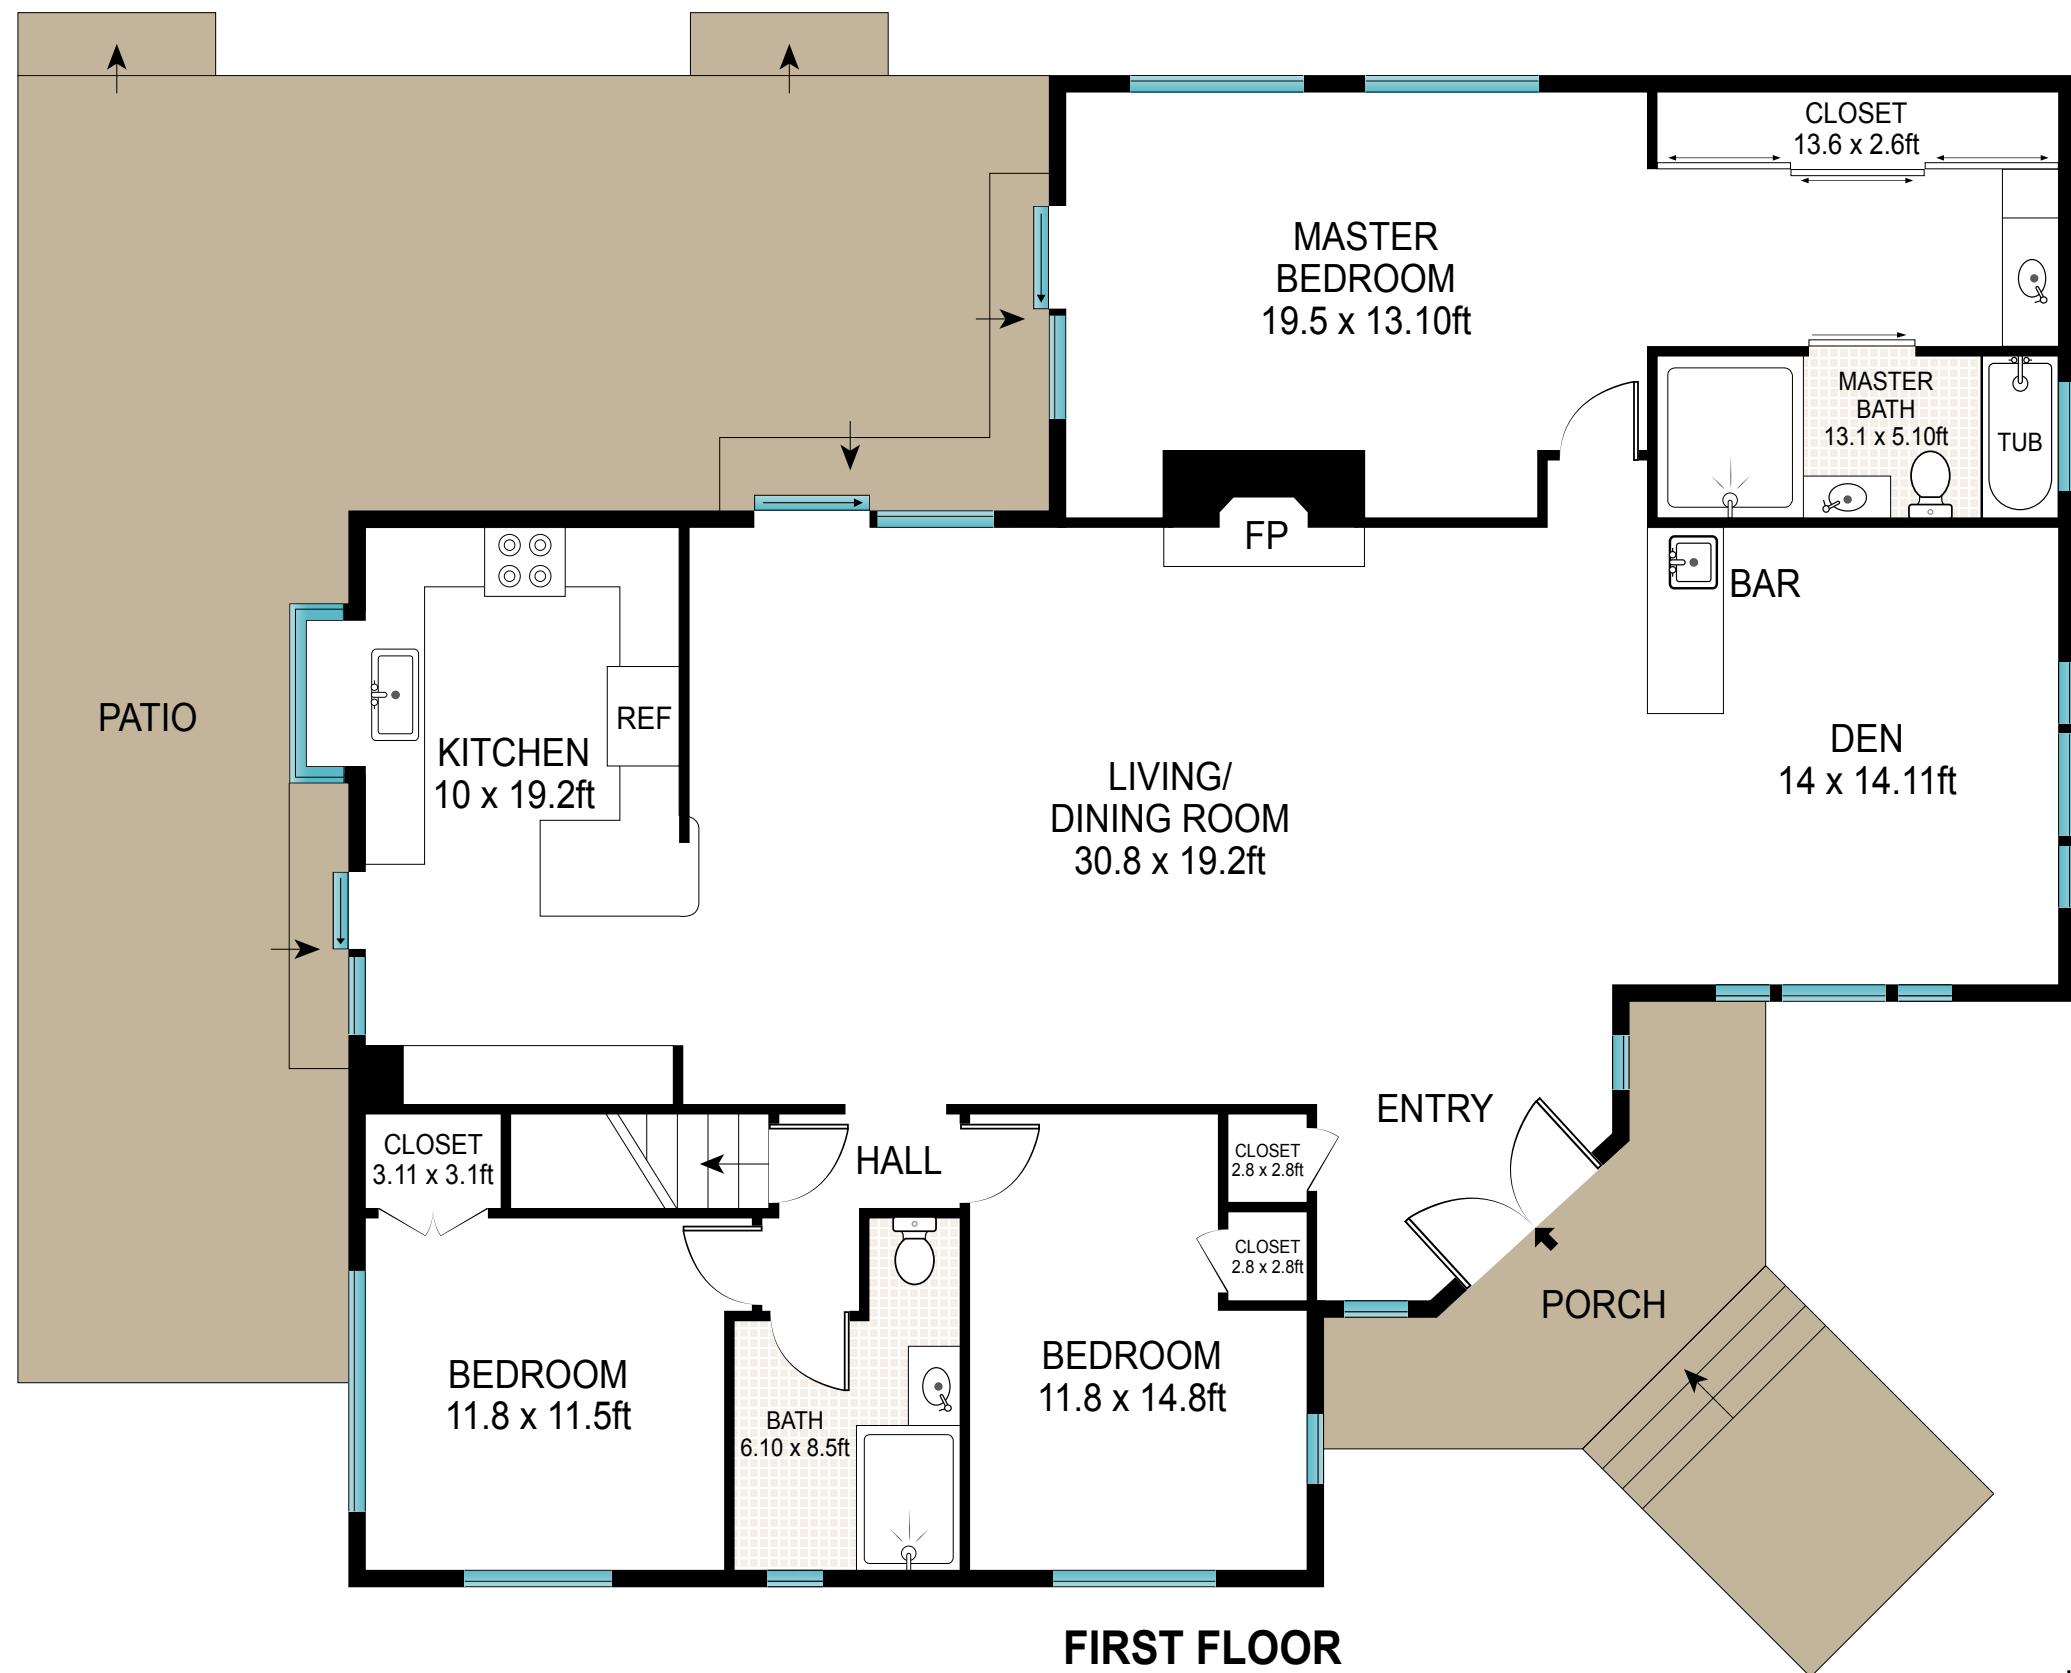 CLOSET
13.6 x 2.6ft
MASTER
BEDROOM
19.5 x 13.10ft
MASTER
BATH
13.1 x 5.10ft
TUB
FP
BAR
PATIO
REF
KITCHEN
10 x 19.2ft
LIVING/
DINING ROOM
30.8 x 19.2ft
DEN
14 x 14.11ft
ENTRY
CLOSET
3.11 x 3.1ft
HALL
CLOSET
2.8 x 2.8ft
CLOSET
2.8 x 2.8ft
PORCH
BEDROOM
11.8 x 11.5ft
BATH
6.10 x 8.5ft
BEDROOM
11.8 x 14.8ft
FIRST FLOOR